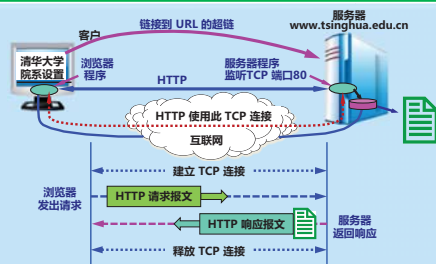 服务器
www.tsinghua.edu.cn
链接到 URL 的超链
客户
清华大学
院系设置
浏览器
程序
服务器程序
监听TCP 端口80
HTTP
HTTP 使用此 TCP 连接
互联网
建立 TCP 连接
浏览器
发出请求
HTTP 请求报文
HTTP 响应报文
服务器
返回响应
释放 TCP 连接